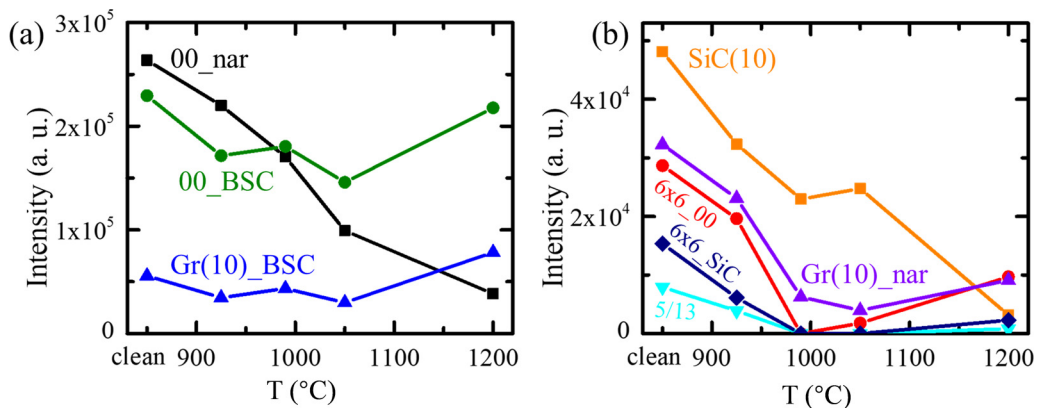 (a)
3x10⁵
2x10⁵
1x10⁵
0
Intensity (a. u.)
00_nar
00_BSC
Gr(10)_BSC
clean 900 1000 1100 1200
T (°C)
(b)
4x10⁴
2x10⁴
0
Intensity (a. u.)
SiC(10)
6x6_00
6x6_SiC
Gr(10)_nar
5/13
clean 900 1000 1100 1200
T (°C)